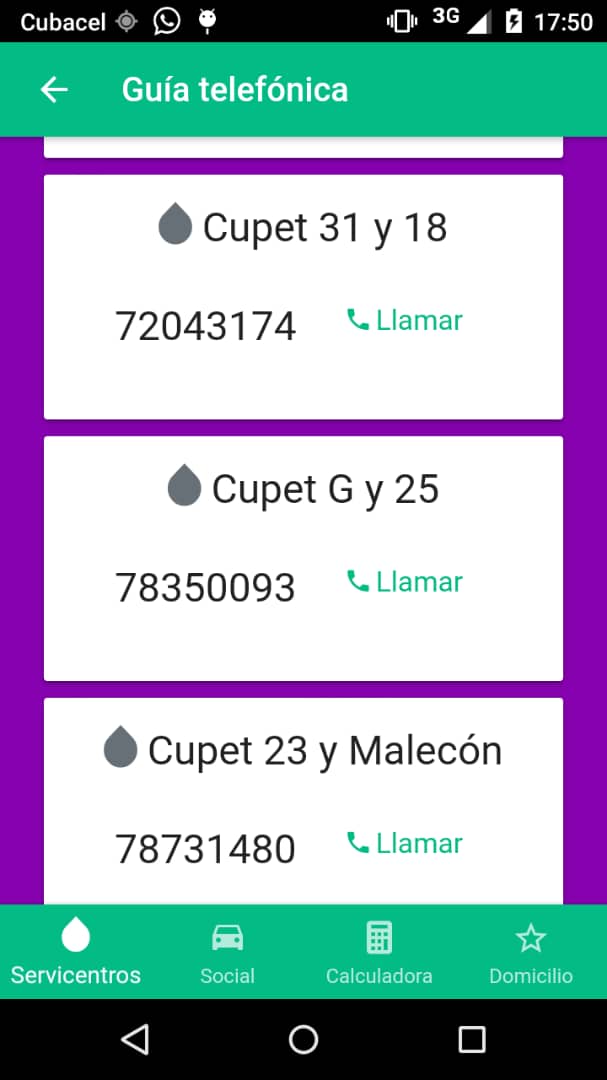 Cubacel 3G 17:50
Guía telefónica
Cupet 31 y 18
72043174 Llamar
Cupet G y 25
78350093 Llamar
Cupet 23 y Malecón
78731480 Llamar
Servicentros Social Calculadora Domicilio